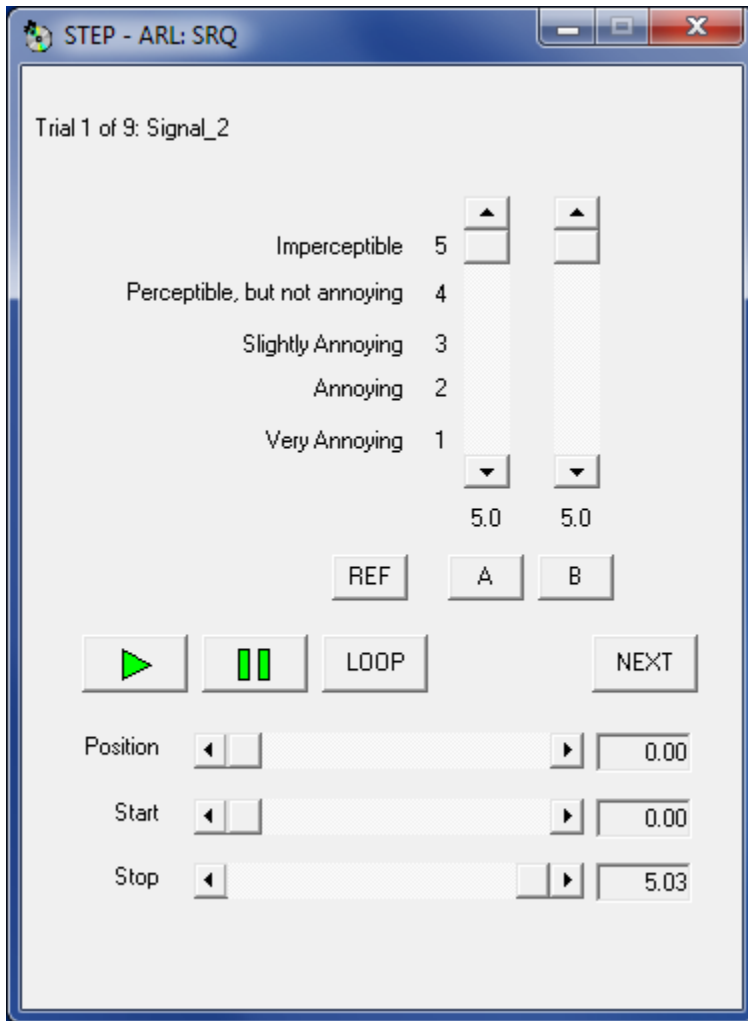 STEP - ARL: SRQ
Trial 1 of 9: Signal_2
Imperceptible 5
Perceptible, but not annoying 4
Slightly Annoying 3
Annoying 2
Very Annoying 1
5.0 5.0
REF A B
LOOP NEXT
Position 0.00
Start 0.00
Stop 5.03